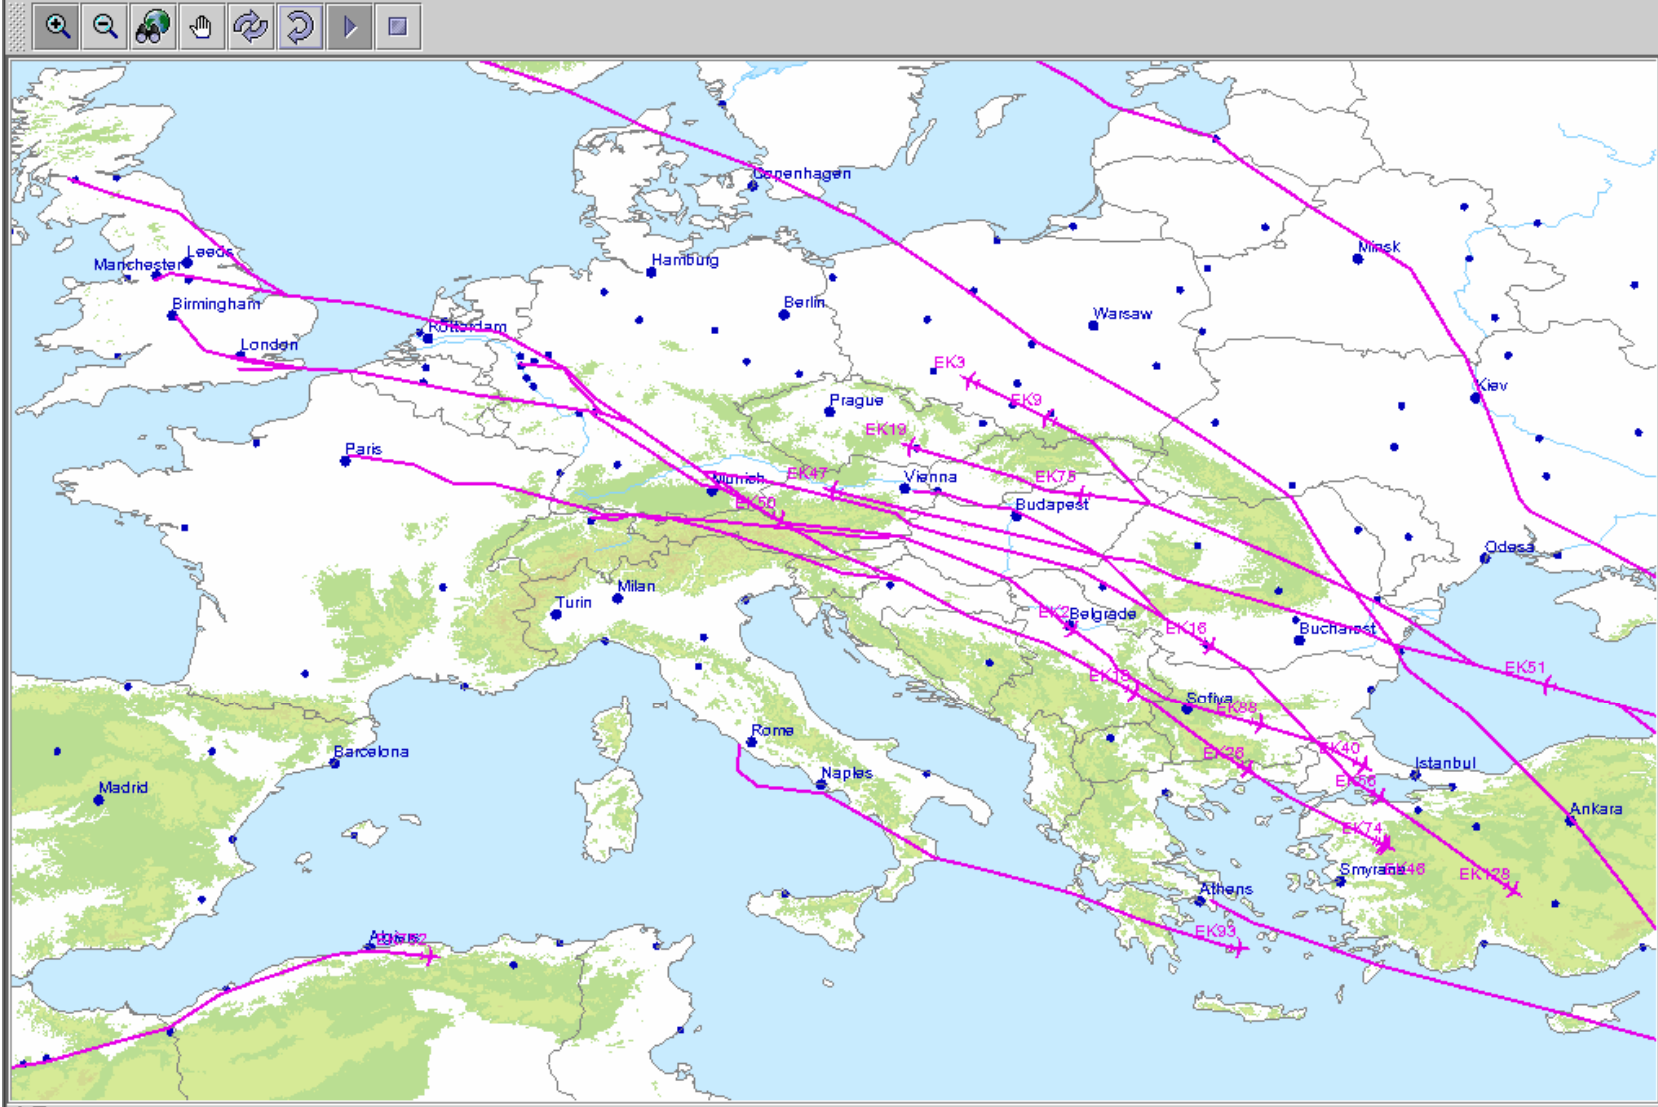 Copenhagen
Leeds
Manchester
Minsk
Hamburg
Birmingham
Berlin
Warsaw
Rotterdam
London
EK3
Kiev
Prague
EK9
EK19
Paris
EK47
Vienna
EK75
Munich
EK50
Budapest
Odesa
Milan
Turin
EK2
Belgrade
EK16
Bucharest
EK51
EK18
Sofiya
EK88
Rome
Barcelona
EK26
EK40
Istanbul
Naples
EK56
Madrid
Ankara
EK74
Smyrana
EK46
EK128
Athens
EK93
Algiers